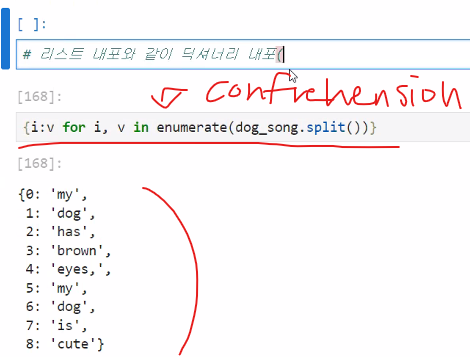 [ ]:
# 리스트 내포와 같이 딕셔너리 내포(
confrehension
[168]:
{i:v for i, v in enumerate(dog_song.split())}
[168]:
{0: 'my',
1: 'dog',
2: 'has',
3: 'brown',
4: 'eyes,',
5: 'my',
6: 'dog',
7: 'is',
8: 'cute'}